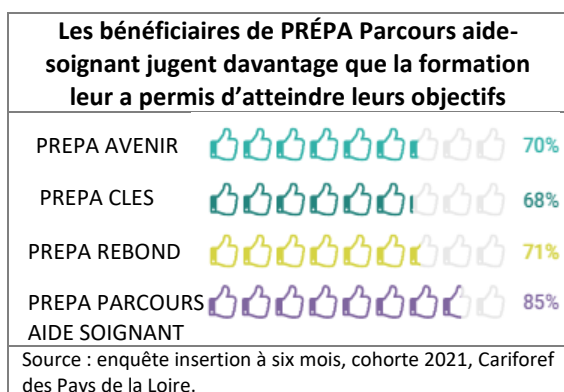 Les bénéficiaires de PRÉPA Parcours aide-
soignant jugent davantage que la formation
leur a permis d’atteindre leurs objectifs
PREPA AVENIR 70%
PREPA CLES 68%
PREPA REBOND 71%
PREPA PARCOURS 85%
AIDE SOIGNANT
Source : enquête insertion à six mois, cohorte 2021, Cariforef
des Pays de la Loire.